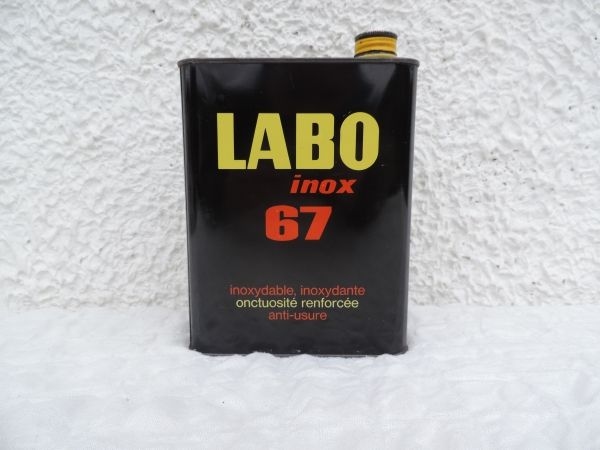 LABO
inox
67
inoxydable, inoxydante
onctuosité renforcée
anti-usure